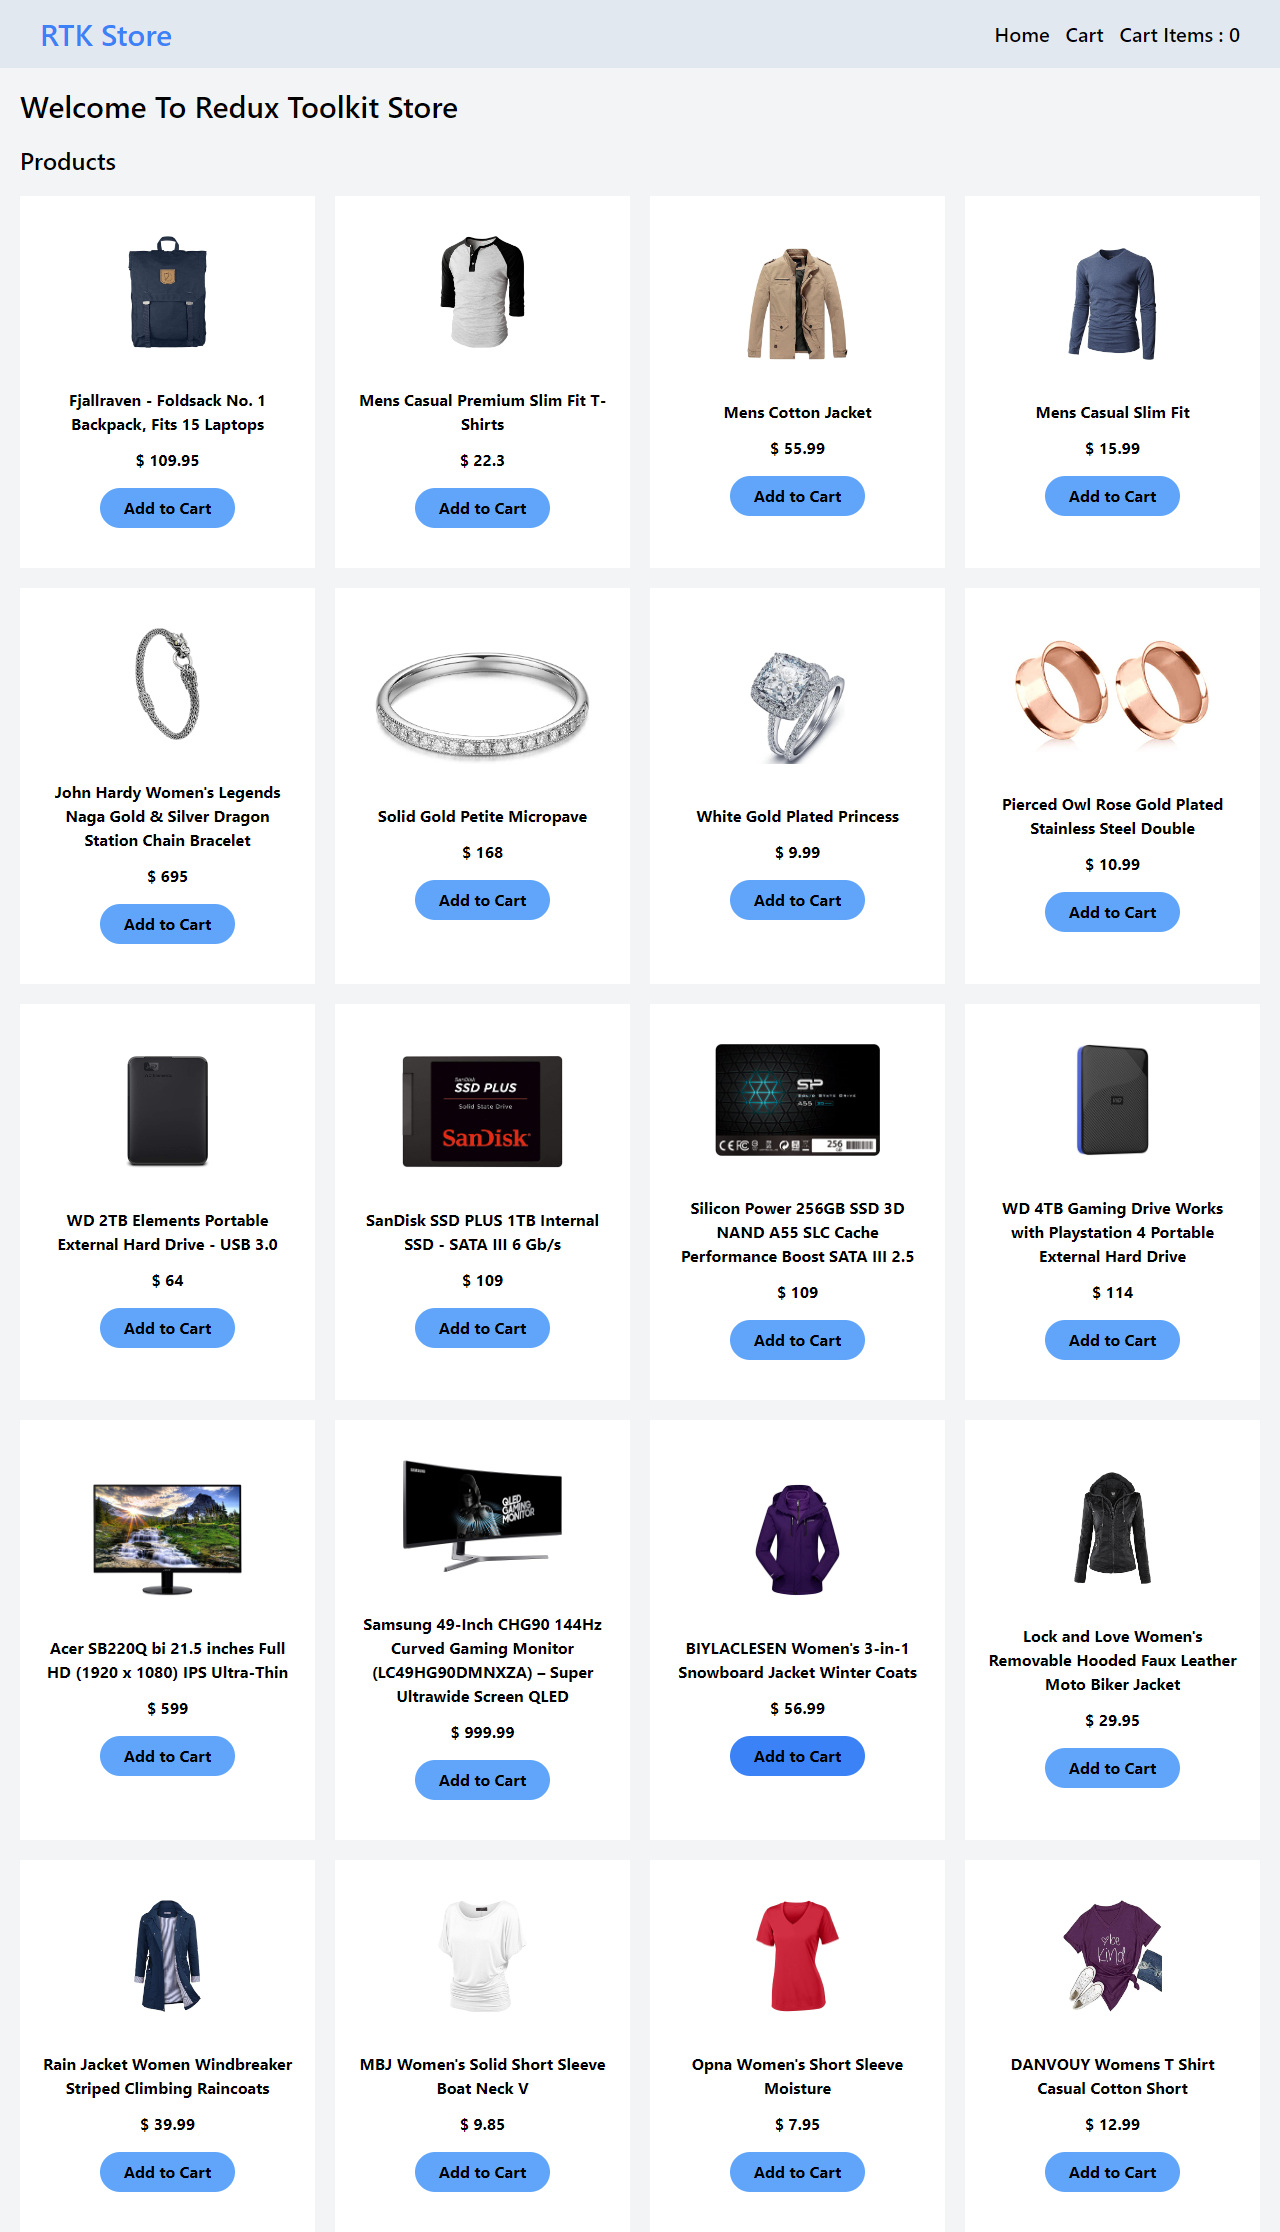 RTK Store
Home Cart Cart Items : 0
Welcome To Redux Toolkit Store
Products
Fjallraven - Foldsack No. 1
Backpack, Fits 15 Laptops
$ 109.95
Add to Cart
Mens Casual Premium Slim Fit T-
Shirts
$ 22.3
Add to Cart
Mens Cotton Jacket
$ 55.99
Add to Cart
Mens Casual Slim Fit
$ 15.99
Add to Cart
John Hardy Women's Legends
Naga Gold & Silver Dragon
Station Chain Bracelet
$ 695
Add to Cart
Solid Gold Petite Micropave
$ 168
Add to Cart
White Gold Plated Princess
$ 9.99
Add to Cart
Pierced Owl Rose Gold Plated
Stainless Steel Double
$ 10.99
Add to Cart
WD 2TB Elements Portable
External Hard Drive - USB 3.0
$ 64
Add to Cart
SanDisk
SSD PLUS
Solid State Drive
SanDisk
SanDisk SSD PLUS 1TB Internal
SSD - SATA III 6 Gb/s
$ 109
Add to Cart
SP
SOLID STATE DRIVE
A55
256
Silicon Power 256GB SSD 3D
NAND A55 SLC Cache
Performance Boost SATA III 2.5
$ 109
Add to Cart
WD
WD 4TB Gaming Drive Works
with Playstation 4 Portable
External Hard Drive
$ 114
Add to Cart
Acer SB220Q bi 21.5 inches Full
HD (1920 x 1080) IPS Ultra-Thin
$ 599
Add to Cart
SAMSUNG
QLED
GAMING
MONITOR
Samsung 49-Inch CHG90 144Hz
Curved Gaming Monitor
(LC49HG90DMNXZA) – Super
Ultrawide Screen QLED
$ 999.99
Add to Cart
BIYLACLESEN Women's 3-in-1
Snowboard Jacket Winter Coats
$ 56.99
Add to Cart
Lock and Love Women's
Removable Hooded Faux Leather
Moto Biker Jacket
$ 29.95
Add to Cart
Rain Jacket Women Windbreaker
Striped Climbing Raincoats
$ 39.99
Add to Cart
MBJ Women's Solid Short Sleeve
Boat Neck V
$ 9.85
Add to Cart
Opna Women's Short Sleeve
Moisture
$ 7.95
Add to Cart
be
kind
DANVOUY Womens T Shirt
Casual Cotton Short
$ 12.99
Add to Cart